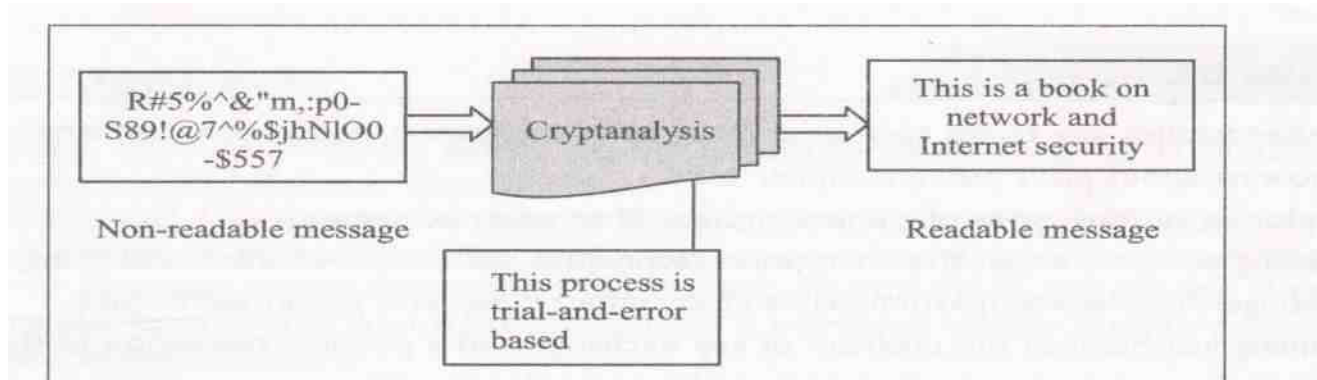 R#5%^&"m,:p0-
S89!@7^%$jhNlO0
-$557
Cryptanalysis
This is a book on
network and
Internet security
Non-readable message
Readable message
This process is
trial-and-error
based